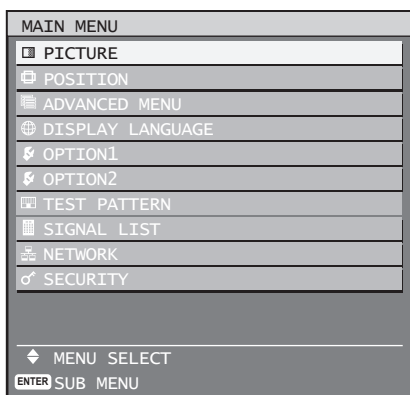 MAIN MENU
PICTURE
POSITION
ADVANCED MENU
DISPLAY LANGUAGE
OPTION1
OPTION2
TEST PATTERN
SIGNAL LIST
NETWORK
SECURITY
MENU SELECT
ENTER SUB MENU